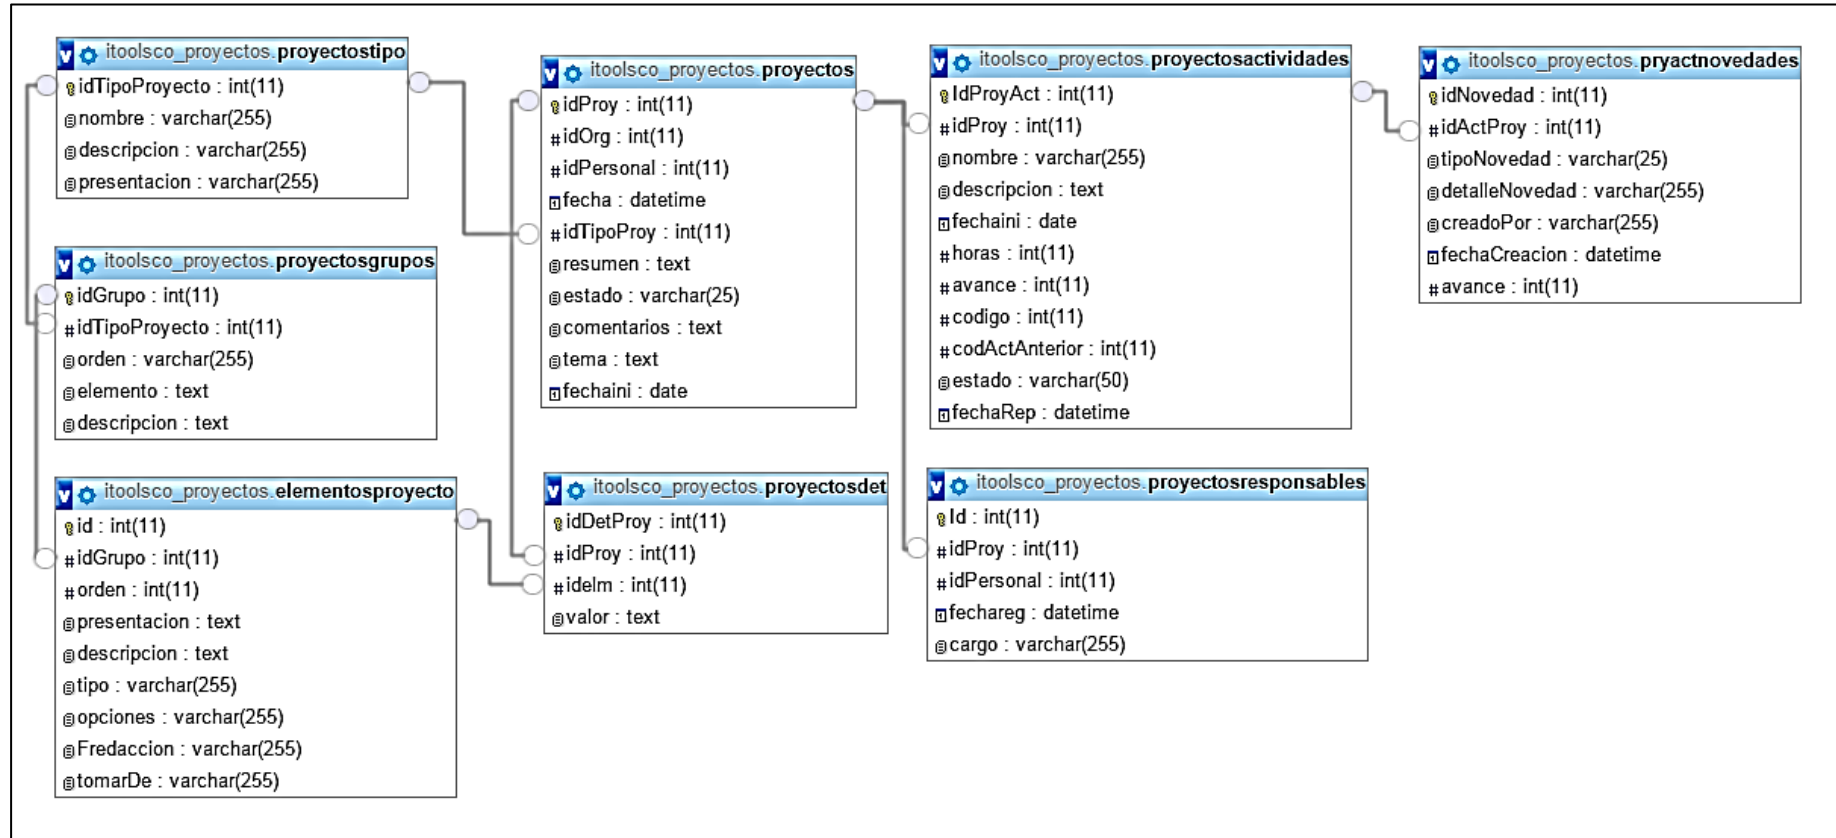 itoolsco_proyectos.proyectostipo
idTipoProyecto : int(11)
nombre : varchar(255)
descripcion : varchar(255)
presentacion : varchar(255)
itoolsco_proyectos.proyectosgrupos
idGrupo : int(11)
idTipoProyecto : int(11)
orden : varchar(255)
elemento : text
descripcion : text
itoolsco_proyectos.elementosproyecto
id : int(11)
idGrupo : int(11)
orden : int(11)
presentacion : text
descripcion : text
tipo : varchar(255)
opciones : varchar(255)
Fredaccion : varchar(255)
tomarDe : varchar(255)
itoolsco_proyectos.proyectos
idProy : int(11)
idOrg : int(11)
idPersonal : int(11)
fecha : datetime
idTipoProy : int(11)
resumen : text
estado : varchar(25)
comentarios : text
tema : text
fechaini : date
itoolsco_proyectos.proyectosdet
idDetProy : int(11)
idProy : int(11)
idelm : int(11)
valor : text
itoolsco_proyectos.proyectosactividades
IdProyAct : int(11)
idProy : int(11)
nombre : varchar(255)
descripcion : text
fechaini : date
horas : int(11)
avance : int(11)
codigo : int(11)
codActAnterior : int(11)
estado : varchar(50)
fechaRep : datetime
itoolsco_proyectos.proyectosresponsables
Id : int(11)
idProy : int(11)
idPersonal : int(11)
fechareg : datetime
cargo : varchar(255)
itoolsco_proyectos.pryactnovedades
idNovedad : int(11)
idActProy : int(11)
tipoNovedad : varchar(25)
detalleNovedad : varchar(255)
creadoPor : varchar(255)
fechaCreacion : datetime
avance : int(11)